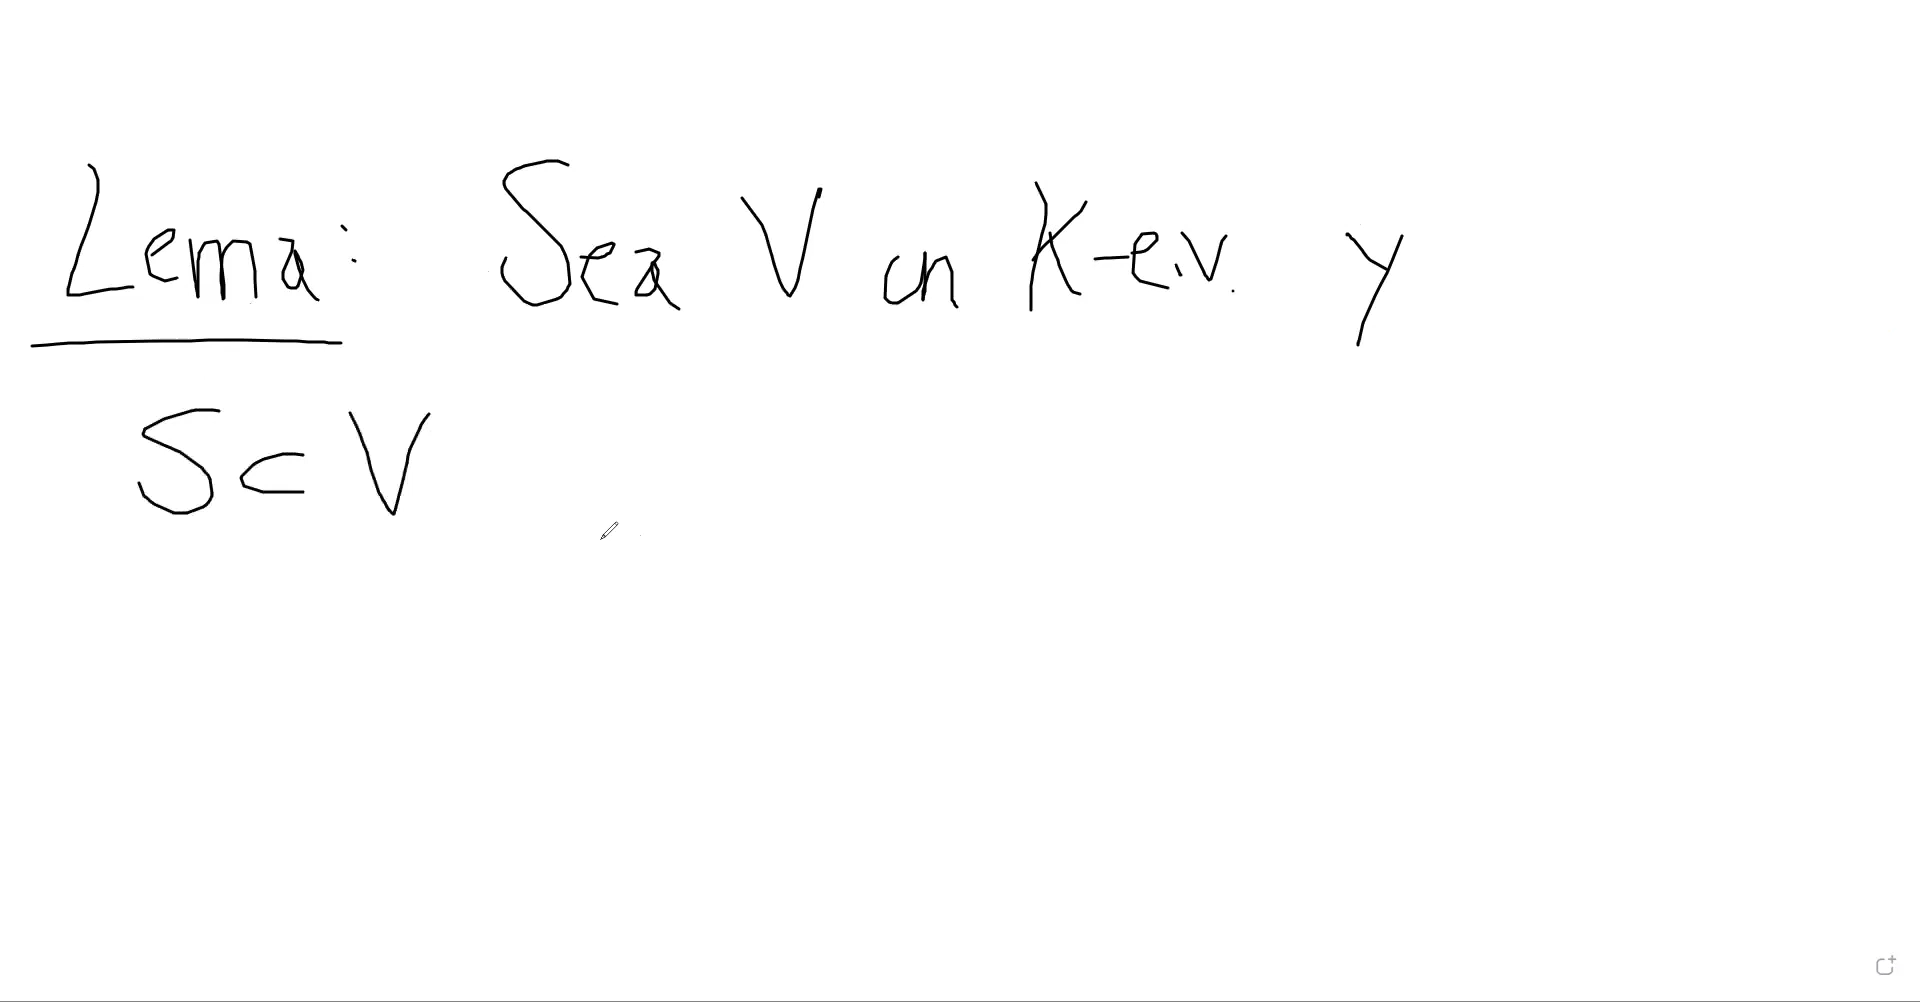 Lema: Sea V un K-e.v. y
S ⊂ V